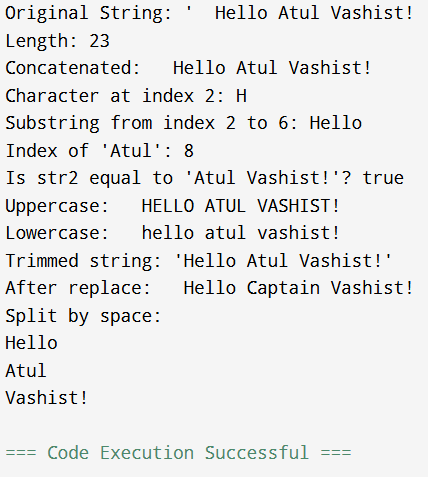 Original String: '  Hello Atul Vashist!
Length: 23
Concatenated:   Hello Atul Vashist!
Character at index 2: H
Substring from index 2 to 6: Hello
Index of 'Atul': 8
Is str2 equal to 'Atul Vashist!'? true
Uppercase:   HELLO ATUL VASHIST!
Lowercase:   hello atul vashist!
Trimmed string: 'Hello Atul Vashist!'
After replace:   Hello Captain Vashist!
Split by space:
Hello
Atul
Vashist!
=== Code Execution Successful ===